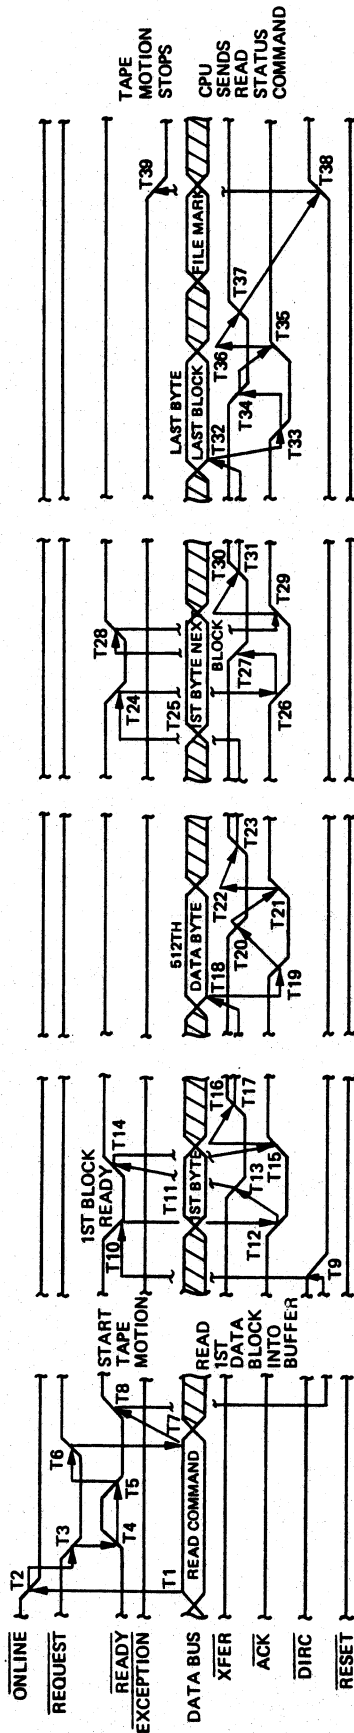 ONLINE
REQUEST
READY
EXCEPTION
DATA BUS
XFER
ACK
DIRC
RESET
T1
T2
T3
T4
T5
T6
T7
T8
READ COMMAND
START
TAPE
MOTION
READ
1ST
DATA
BLOCK
INTO
BUFFER
T9
1ST BLOCK
READY
T10
T11
T12
T13
T14
T15
T16
T17
1ST BYTE
512TH
DATA BYTE
T18
T19
T20
T21
T22
T23
T24
T25
T26
T27
T28
T29
T30
T31
1ST BYTE NEXT
BLOCK
LAST BYTE
LAST BLOCK
T32
T33
T34
T35
T36
T37
FILE MARK
T38
T39
TAPE
MOTION
STOPS
CPU
SENDS
READ
STATUS
COMMAND